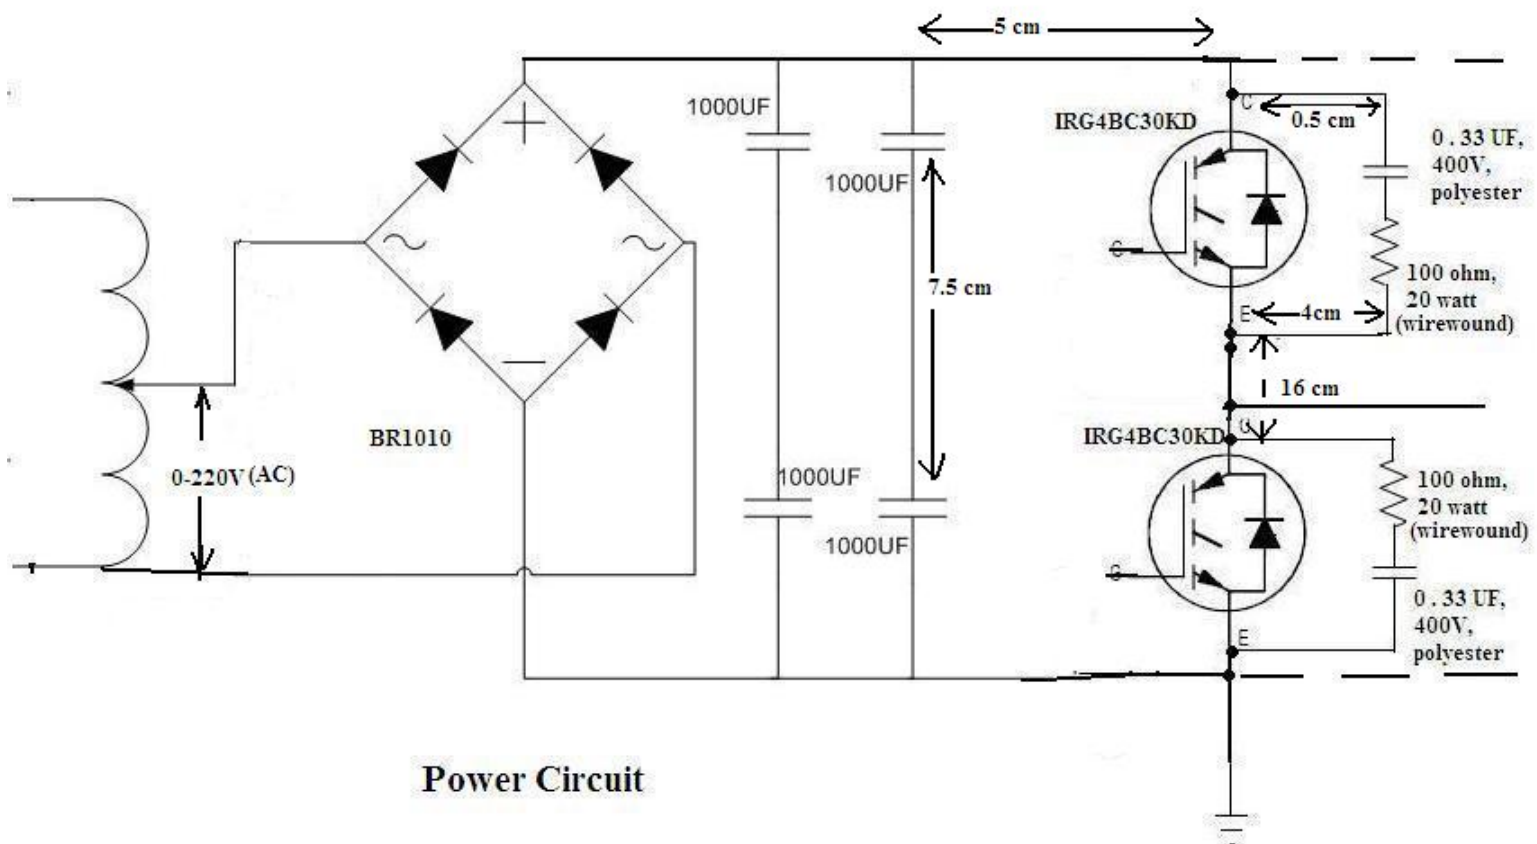 5 cm
1000UF
IRG4BC30KD
C
0.5 cm
0 . 33 UF,
400V,
polyester
1000UF
G
7.5 cm
100 ohm,
20 watt
(wirewound)
E
4cm
16 cm
BR1010
IRG4BC30KD
0-220V (AC)
1000UF
100 ohm,
20 watt
(wirewound)
1000UF
G
0 . 33 UF,
400V,
polyester
E
Power Circuit